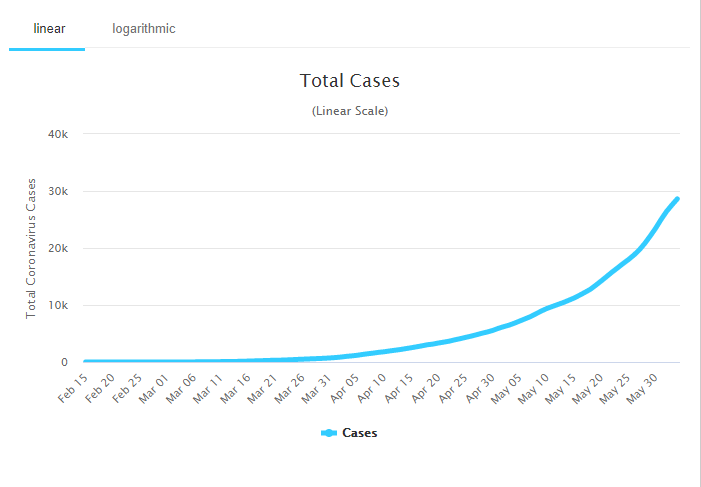 linear
logarithmic
Total Cases
(Linear Scale)
Total Coronavirus Cases
40k
30k
20k
10k
0
Feb 15
Feb 20
Feb 25
Mar 01
Mar 06
Mar 11
Mar 16
Mar 21
Mar 26
Mar 31
Apr 05
Apr 10
Apr 15
Apr 20
Apr 25
Apr 30
May 05
May 10
May 15
May 20
May 25
May 30
Cases